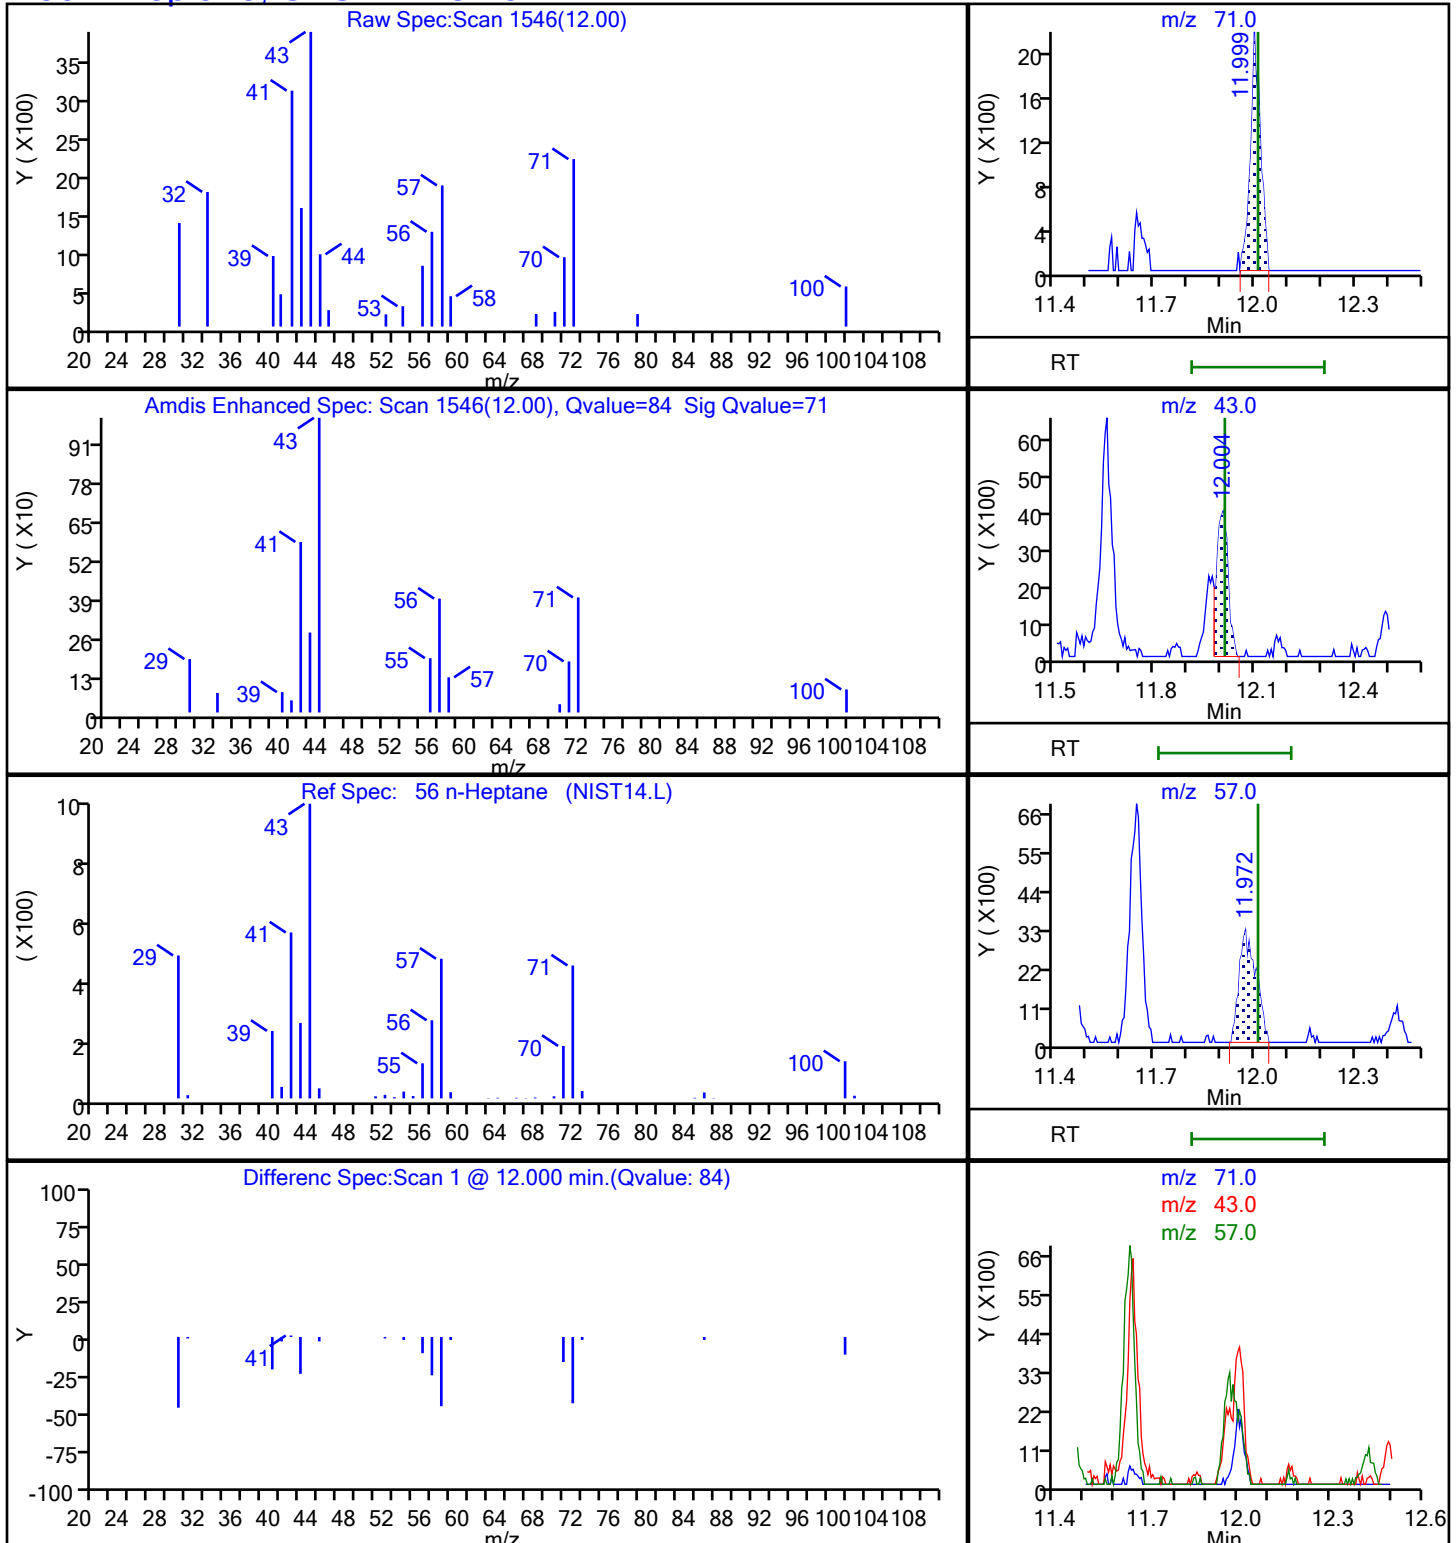 Raw Spec:Scan 1546(12.00)
Y ( X100)
35
30
25
20
15
10
5
0
43
41
32
39
44
57
56
53
58
71
70
100
20 24 28 32 36 40 44 48 52 56 60 64 68 72 76 80 84 88 92 96 100 104 108
m/z
m/z 71.0
Y ( X100)
20
16
12
8
4
0
11.999
11.4 11.7 12.0 12.3
Min
RT
Amdis Enhanced Spec: Scan 1546(12.00), Qvalue=84 Sig Qvalue=71
Y ( X10)
91
78
65
52
39
26
13
0
43
41
29
39
56
55
57
71
70
100
20 24 28 32 36 40 44 48 52 56 60 64 68 72 76 80 84 88 92 96 100 104 108
m/z
m/z 43.0
Y ( X100)
60
50
40
30
20
10
0
12.004
11.5 11.8 12.1 12.4
Min
RT
Ref Spec: 56 n-Heptane (NIST14.L)
( X100)
10
8
6
4
2
0
43
41
29
39
57
56
55
71
70
100
20 24 28 32 36 40 44 48 52 56 60 64 68 72 76 80 84 88 92 96 100 104 108
m/z 57.0
Y ( X100)
66
55
44
33
22
11
0
11.972
11.4 11.7 12.0 12.3
Min
RT
Differenc Spec:Scan 1 @ 12.000 min.(Qvalue: 84)
Y
100
75
50
25
0
-25
-50
-75
-100
41
20 24 28 32 36 40 44 48 52 56 60 64 68 72 76 80 84 88 92 96 100 104 108
m/z
m/z 71.0
m/z 43.0
m/z 57.0
Y ( X100)
66
55
44
33
22
11
0
11.4 11.7 12.0 12.3 12.6
Min